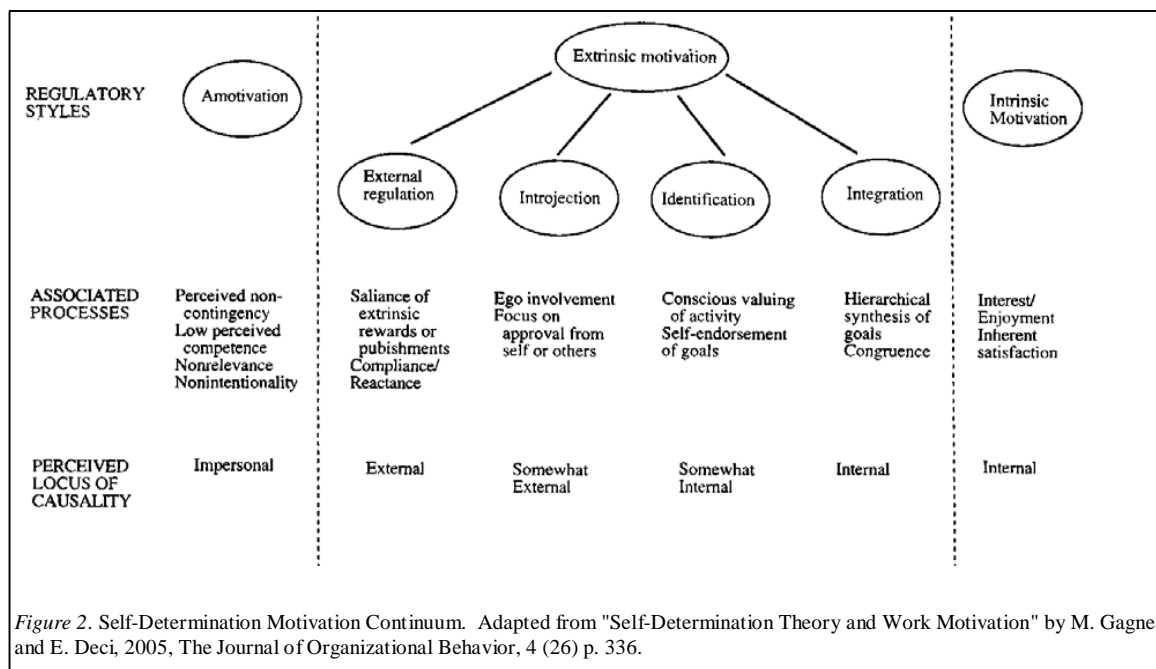 Extrinsic motivation
REGULATORY
STYLES
Amotivation
Intrinsic
Motivation
External
regulation
Introjection
Identification
Integration
ASSOCIATED
PROCESSES
Perceived non-
contingency
Low perceived
competence
Nonrelevance
Nonintentionality
Saliance of
extrinsic
rewards or
pubishments
Compliance/
Reactance
Ego involvement
Focus on
approval from
self or others
Conscious valuing
of activity
Self-endorsement
of goals
Hierarchical
synthesis of
goals
Congruence
Interest/
Enjoyment
Inherent
satisfaction
PERCEIVED
LOCUS OF
CAUSALITY
Impersonal
External
Somewhat
External
Somewhat
Internal
Internal
Internal
Figure 2. Self-Determination Motivation Continuum. Adapted from "Self-Determination Theory and Work Motivation" by M. Gagne
and E. Deci, 2005, The Journal of Organizational Behavior, 4 (26) p. 336.